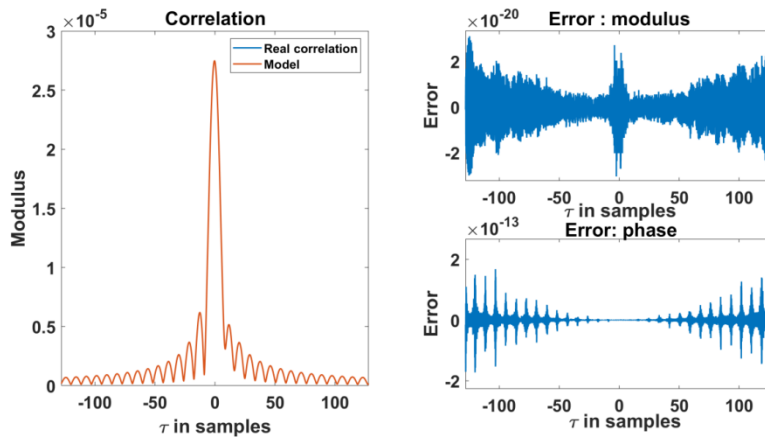 Correlation
×10⁻⁵
3
2.5
2
1.5
1
0.5
0
Modulus
Real correlation
Model
-100 -50 0 50 100
τ in samples
Error : modulus
×10⁻²⁰
2
0
-2
Error
-100 -50 0 50 100
τ in samples
Error: phase
×10⁻¹³
2
0
-2
Error
-100 -50 0 50 100
τ in samples